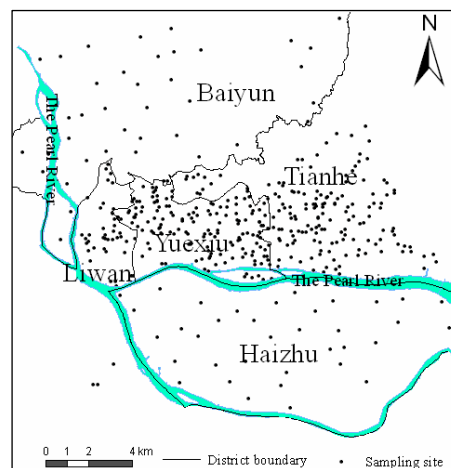 N
Baiyun
The Pearl River
Tianhe
Yuexiu
Liwan
The Pearl River
Haizhu
0 1 2 4 km
District boundary
Sampling site